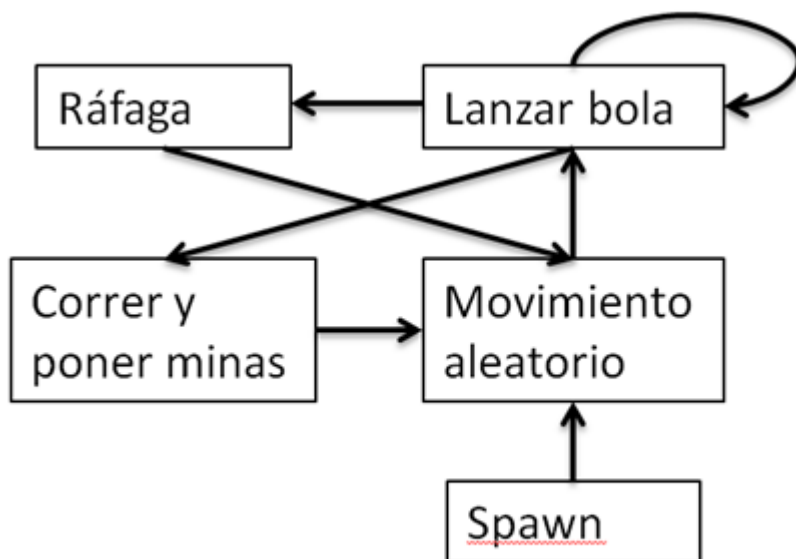 Ráfaga
Lanzar bola
Correr y
poner minas
Movimiento
aleatorio
Spawn